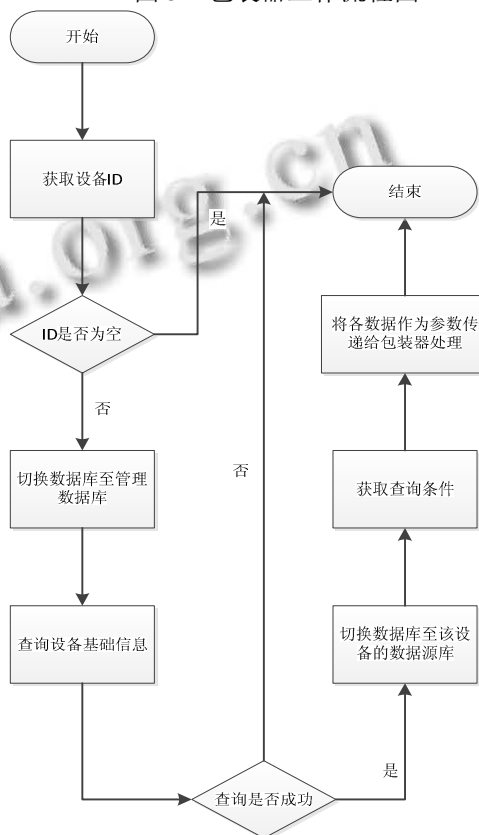 开始
获取设备ID
ID是否为空
是
否
切换数据库至管理
数据库
查询设备基础信息
查询是否成功
否
是
切换数据库至该设
备的数据源库
获取查询条件
将各数据作为参数传
递给包装器处理
结束
.org.cn